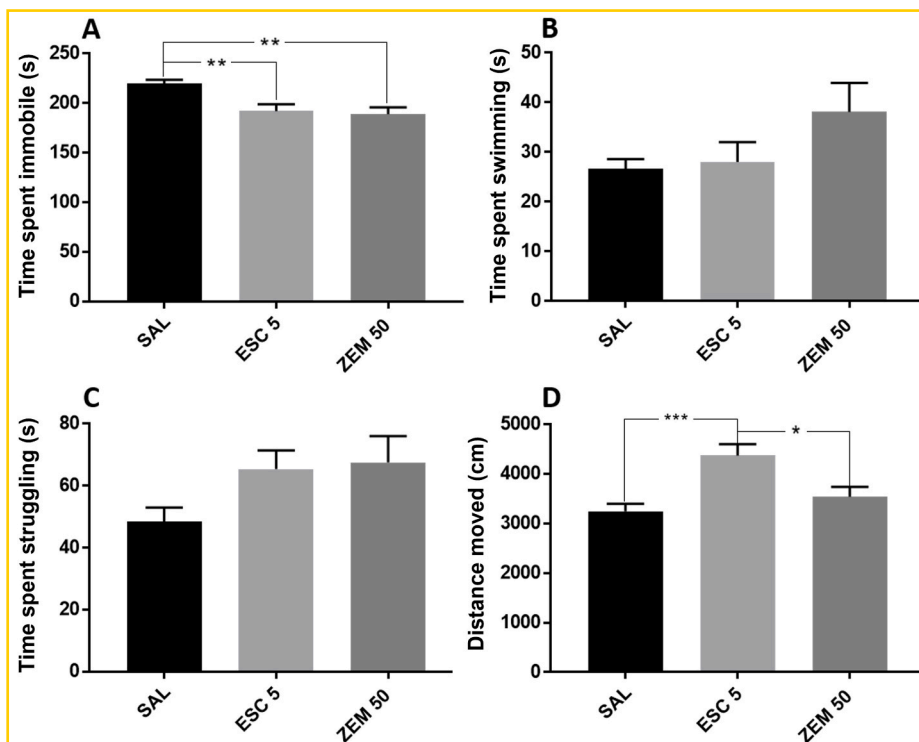 A
Time spent immobile (s)
250
200
150
100
50
0
**
**
SAL
ESC 5
ZEM 50
B
Time spent swimming (s)
50
40
30
20
10
0
SAL
ESC 5
ZEM 50
C
Time spent struggling (s)
80
60
40
20
0
SAL
ESC 5
ZEM 50
D
Distance moved (cm)
5000
4000
3000
2000
1000
0
***
*
SAL
ESC 5
ZEM 50